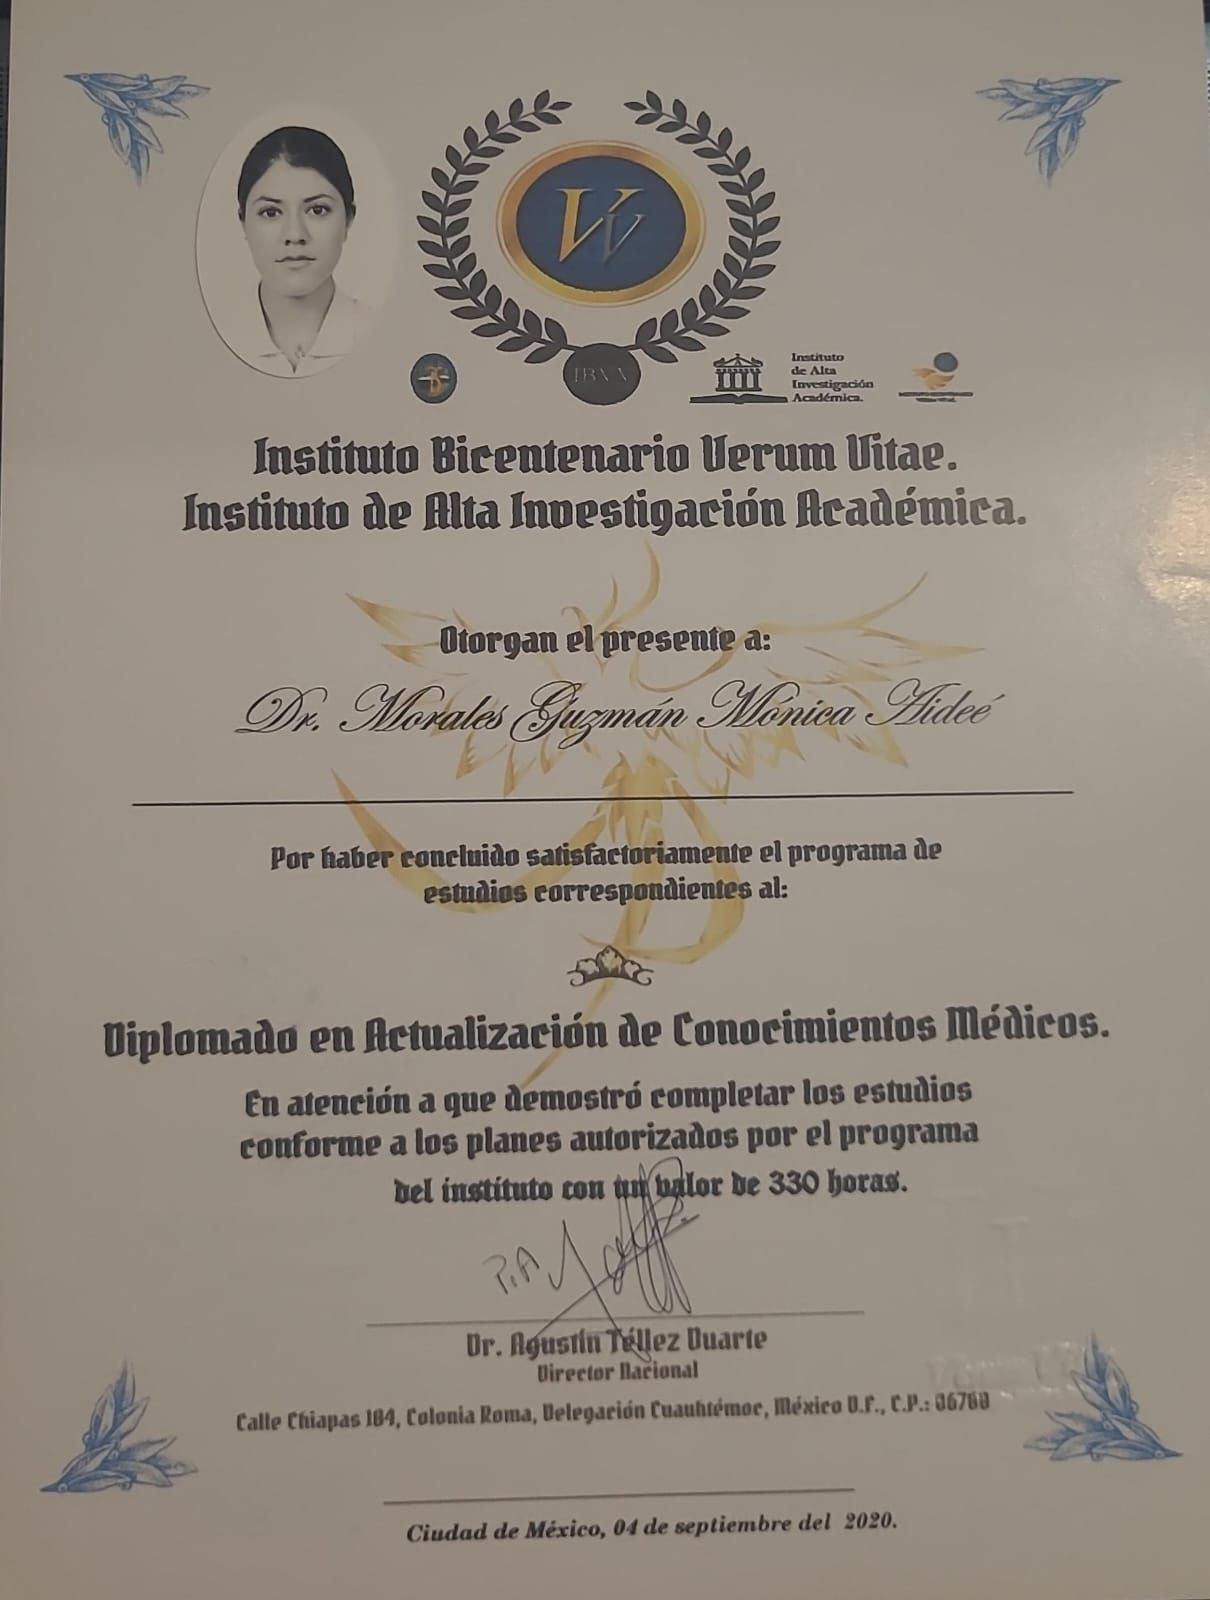 VV
IBVV
Instituto
de Alta
Investigación
Académica.
Instituto Bicentenario Verum Vitae.
Instituto de Alta Investigación Académica.
Otorgan el presente a:
Dr. Morales Guzmán Mónica Aideé
Por haber concluido satisfactoriamente el programa de
estudios correspondientes al:
Diplomado en Actualización de Conocimientos Médicos.
En atención a que demostró completar los estudios
conforme a los planes autorizados por el programa
del instituto con un valor de 330 horas.
P.A
Dr. Agustín Téllez Duarte
Director Nacional
Calle Chiapas 184, Colonia Roma, Delegación Cuauhtémoc, México D.F., C.P.: 06760
Ciudad de México, 04 de septiembre del 2020.